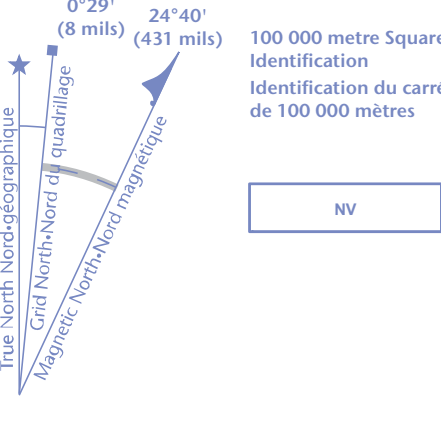 0°29'
(8 mils)
24°40'
(431 mils)
100 000 metre Square
Identification
Identification du carré
de 100 000 mètres
NV
True North Nord•géographique
Grid North•Nord du quadrillage
Magnetic North•Nord magnétique